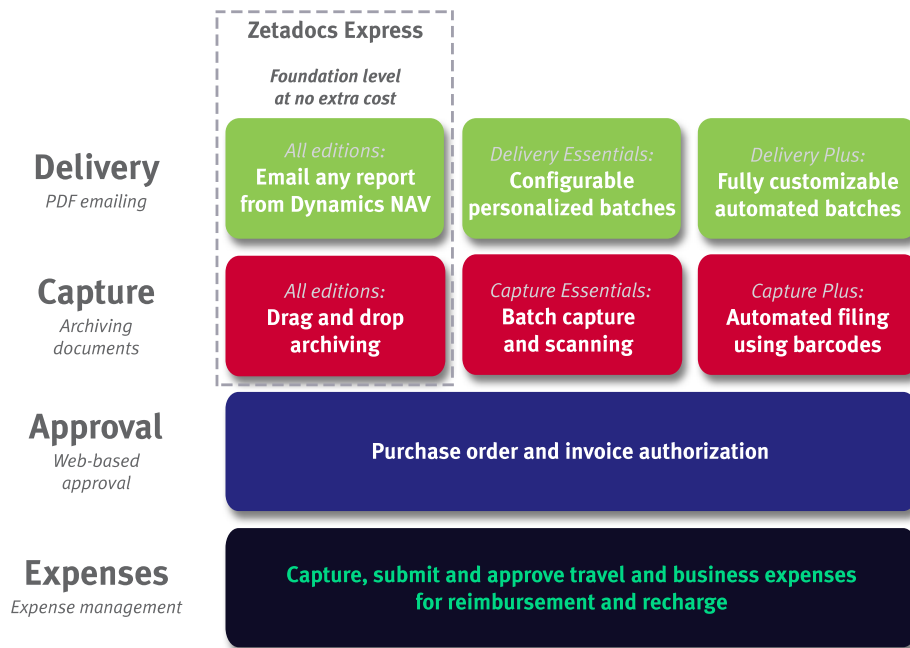 Zetadocs Express
Foundation level
at no extra cost
Delivery
PDF emailing
All editions:
Email any report
from Dynamics NAV
Delivery Essentials:
Configurable
personalized batches
Delivery Plus:
Fully customizable
automated batches
Capture
Archiving
documents
All editions:
Drag and drop
archiving
Capture Essentials:
Batch capture
and scanning
Capture Plus:
Automated filing
using barcodes
Approval
Web-based
approval
Purchase order and invoice authorization
Expenses
Expense management
Capture, submit and approve travel and business expenses
for reimbursement and recharge